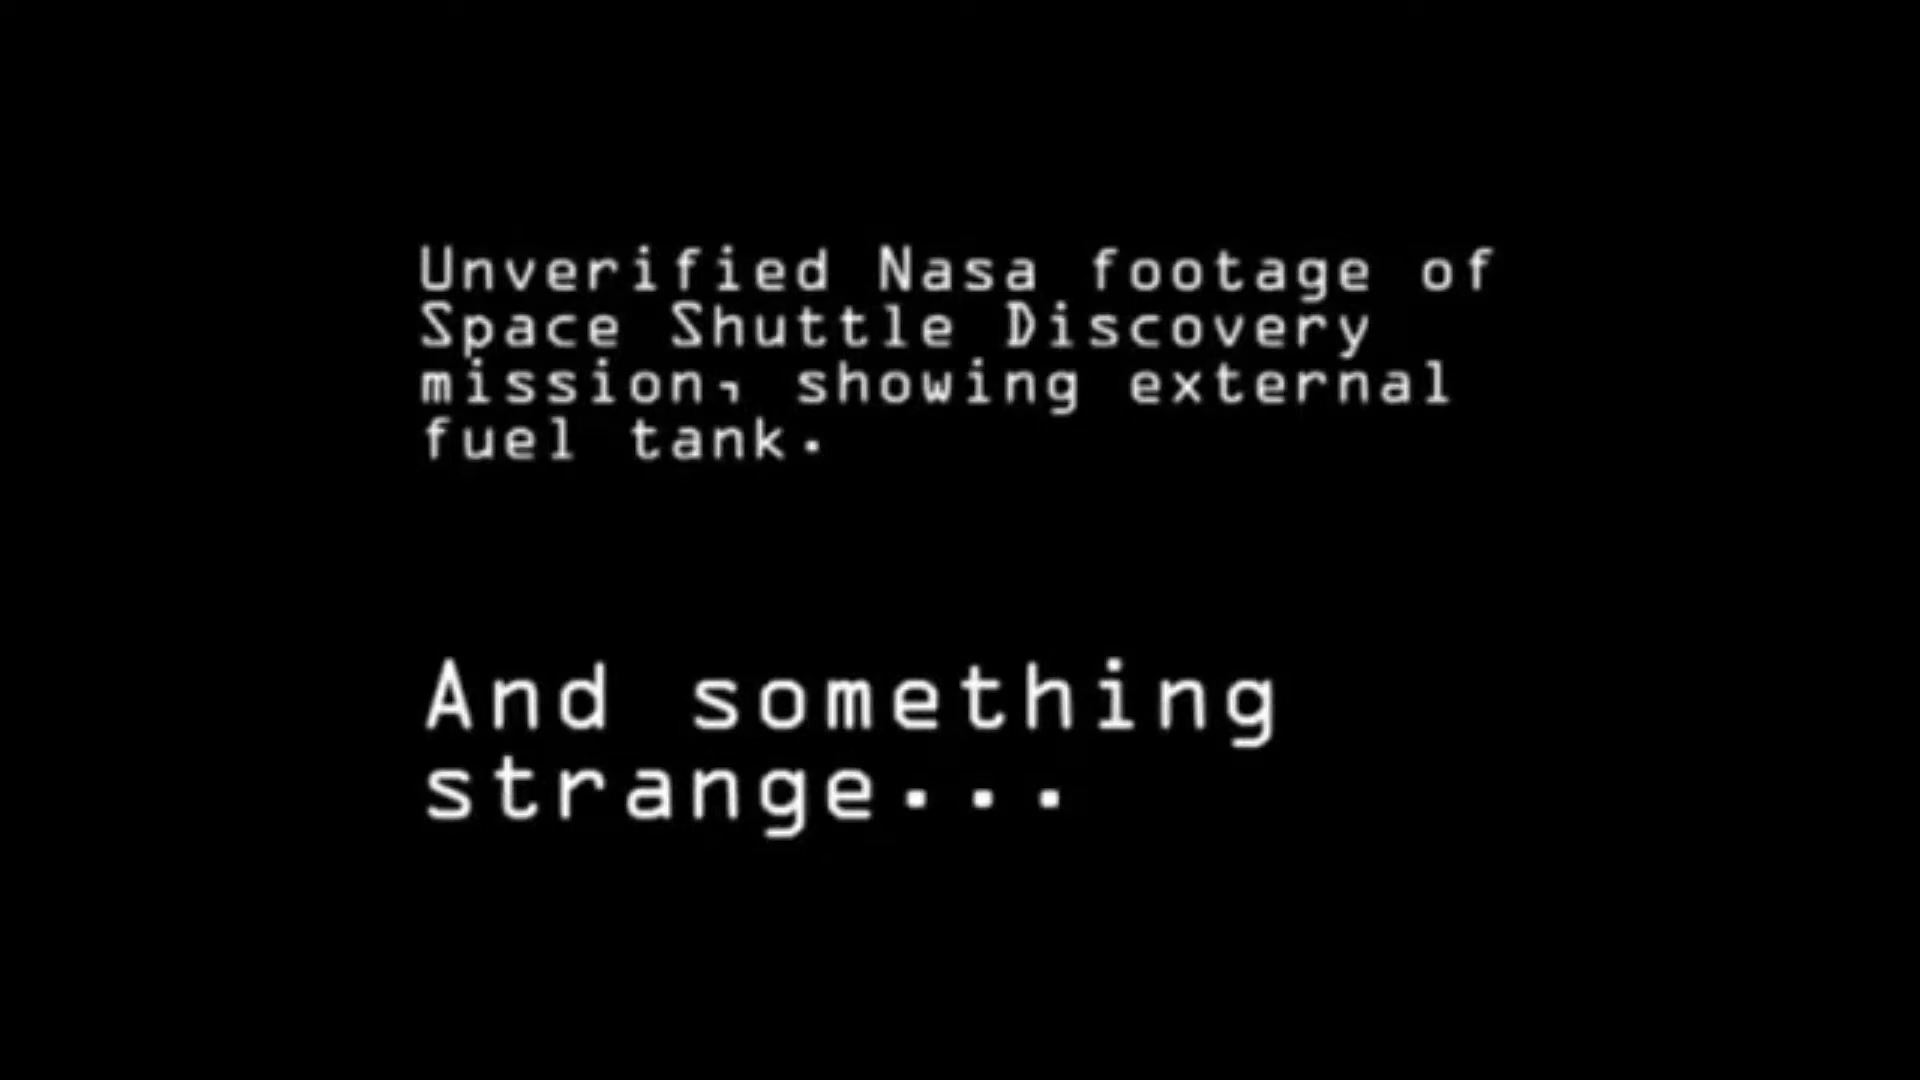 Unverified Nasa footage of
Space Shuttle Discovery
mission, showing external
fuel tank.
And something
strange...